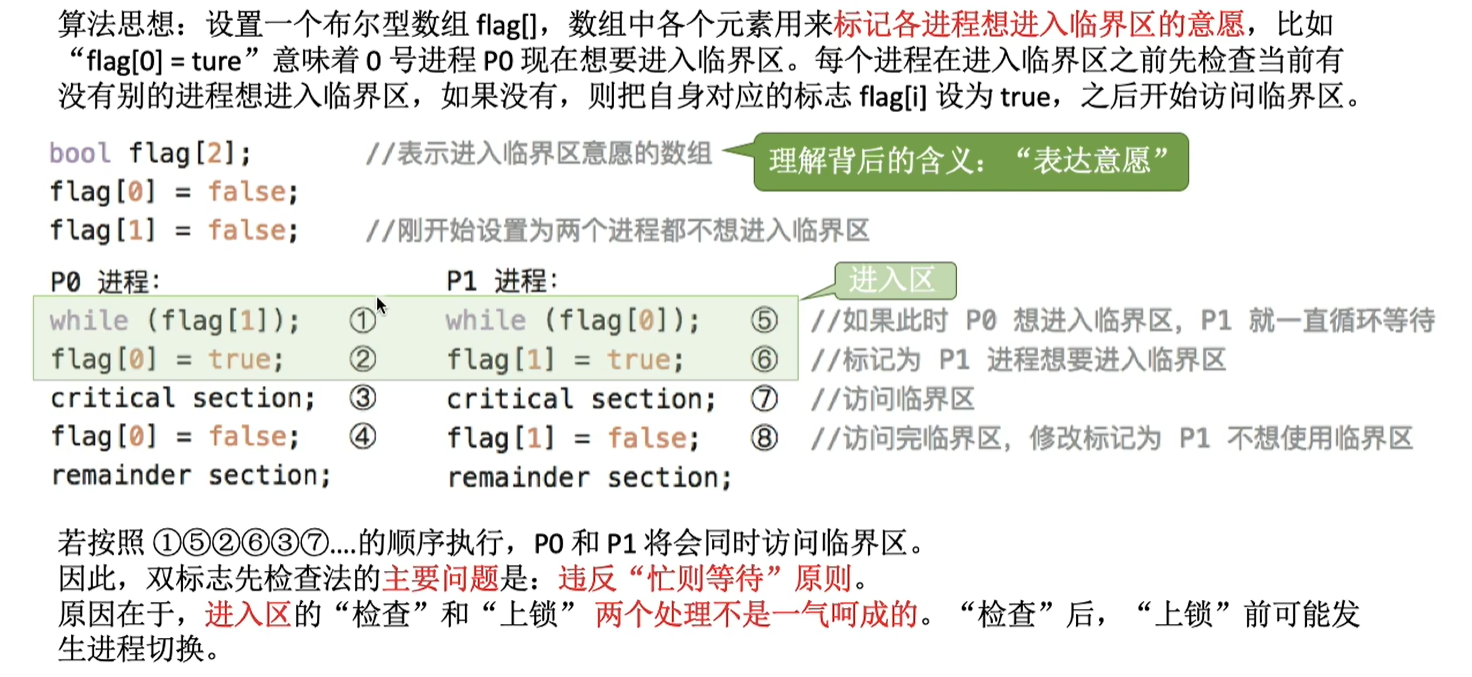 算法思想：设置一个布尔型数组 flag[]，数组中各个元素用来标记各进程想进入临界区的意愿，比如
“flag[0] = ture”意味着 0 号进程 P0 现在想要进入临界区。每个进程在进入临界区之前先检查当前有
没有别的进程想进入临界区，如果没有，则把自身对应的标志 flag[i] 设为 true，之后开始访问临界区。
bool flag[2]; //表示进入临界区意愿的数组
理解背后的含义：“表达意愿”
flag[0] = false;
flag[1] = false; //刚开始设置为两个进程都不想进入临界区
P0 进程： P1 进程：
进入区
while (flag[1]); ① while (flag[0]); ⑤ //如果此时 P0 想进入临界区，P1 就一直循环等待
flag[0] = true; ② flag[1] = true; ⑥ //标记为 P1 进程想要进入临界区
critical section; ③ critical section; ⑦ //访问临界区
flag[0] = false; ④ flag[1] = false; ⑧ //访问完临界区，修改标记为 P1 不想使用临界区
remainder section; remainder section;
若按照 ①⑤②⑥③⑦....的顺序执行，P0 和 P1 将会同时访问临界区。
因此，双标志先检查法的主要问题是：违反“忙则等待”原则。
原因在于，进入区的“检查”和“上锁” 两个处理不是一气呵成的。“检查”后，“上锁”前可能发
生进程切换。